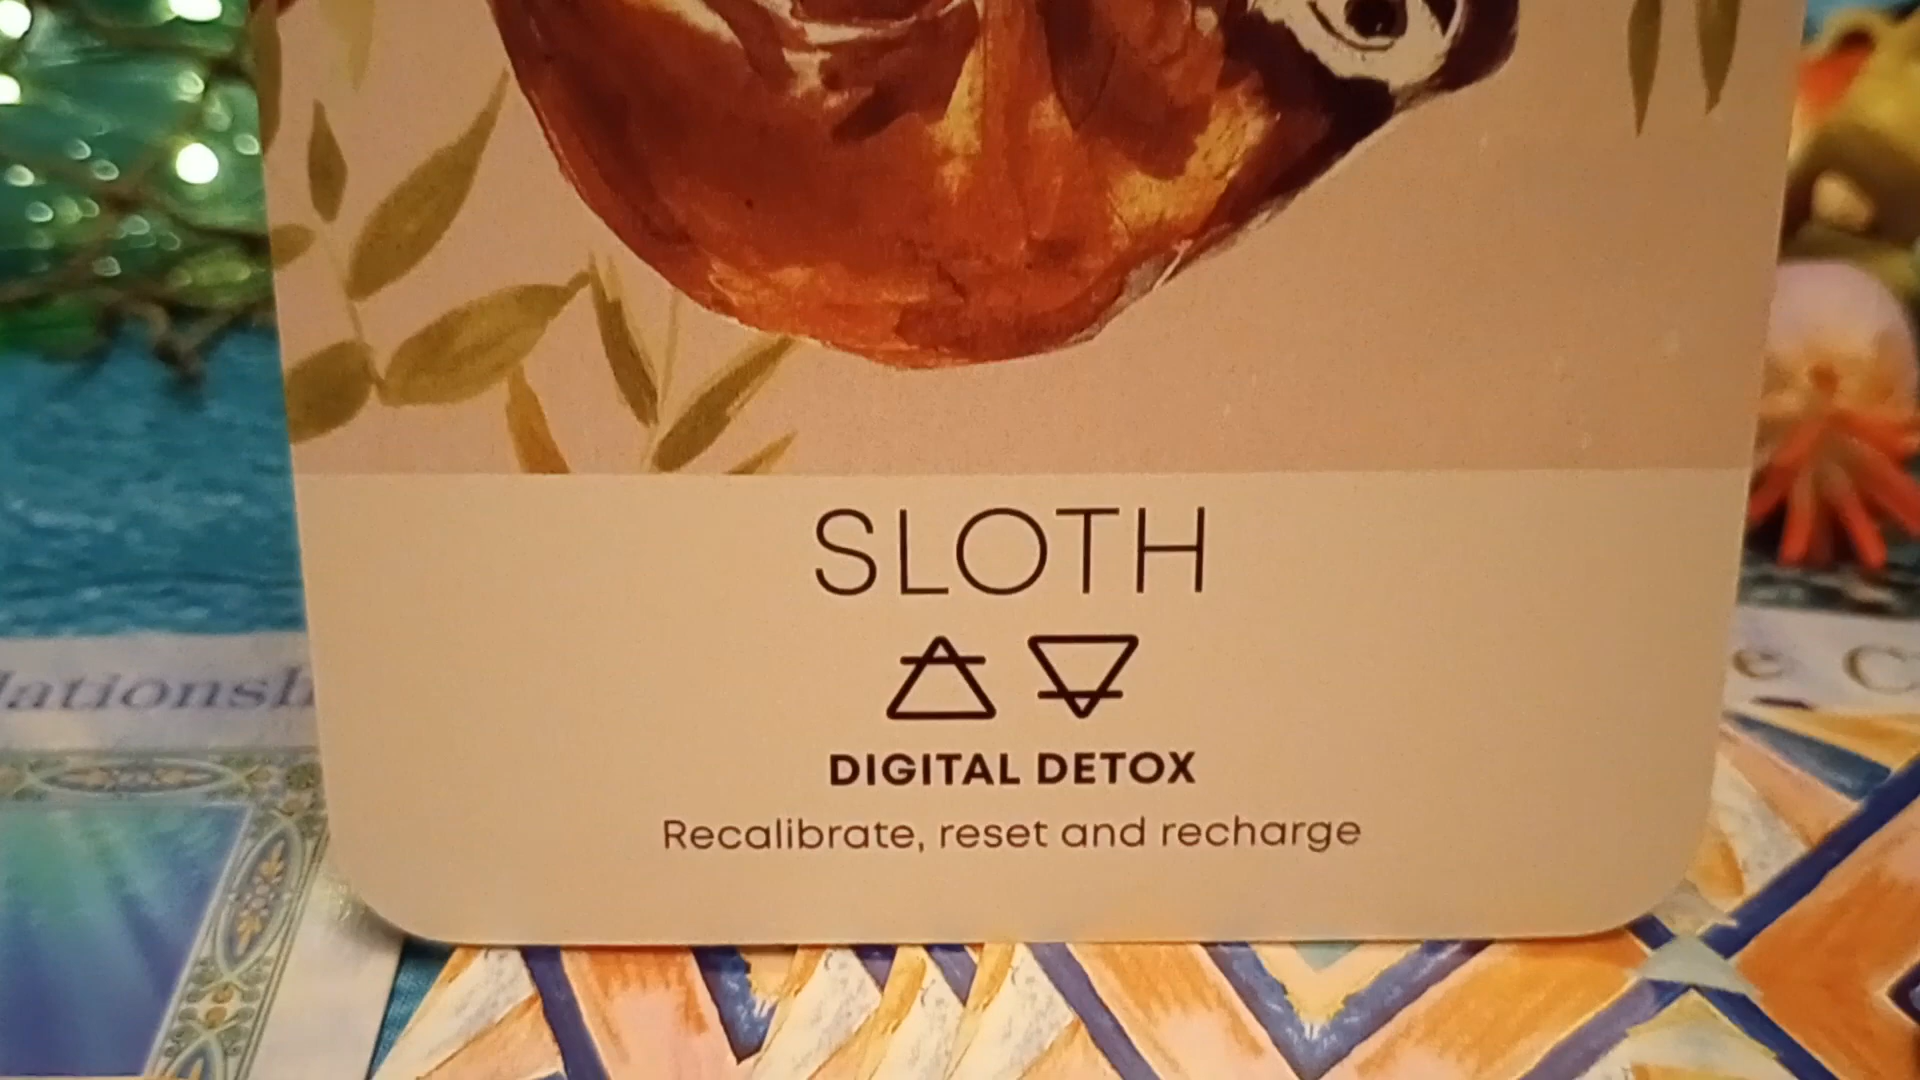 SLOTH
DIGITAL DETOX
Recalibrate, reset and recharge